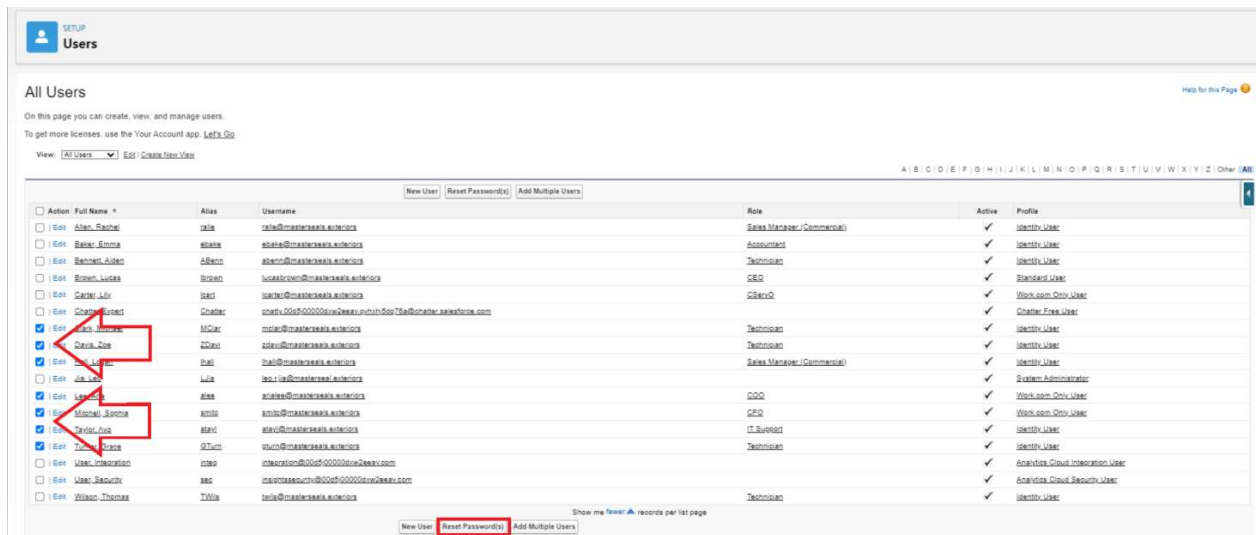 SETUP
Users
All Users
Help for this Page
On this page you can create, view, and manage users.
To get more licenses, use the Your Account app. Let's Go
View: All Users Edit | Create New View
A | B | C | D | E | F | G | H | I | J | K | L | M | N | O | P | Q | R | S | T | U | V | W | X | Y | Z | Other All
New User Reset Password(s) Add Multiple Users
Action Full Name Alias Username Role Active Profile
Edit Allen, Rachel ralle ralle@masterseals.exteriors Sales Manager (Commercial) Identity User
Edit Baker, Emma ebake ebake@masterseals.exteriors Accountant Identity User
Edit Bennett, Aiden ABenn abenn@masterseals.exteriors Technician Identity User
Edit Brown, Lucas lbrown lucasbrown@masterseals.exteriors CEO Standard User
Edit Carter, Lily lcart lcarter@masterseals.exteriors CServO Work.com Only User
Edit Chatter Expert Chatter Chatter Free User
Edit MClar mclar@masterseals.exteriors Technician Identity User
Davis, Zoe ZDavi zdavi@masterseals.exteriors Technician Identity User
Edit lhall lhall@masterseals.exteriors Sales Manager (Commercial) Identity User
Edit Jia, Leo LJia leo.r.jia@masterseal.exteriors System Administrator
Edit alee arialee@masterseals.exteriors COO Work.com Only User
Edit Mitchell, Sophia smitc smitc@masterseals.exteriors CFO Work.com Only User
Edit Taylor, Ava atayl atayl@masterseals.exteriors IT Support Identity User
Edit Grace GTurn gturn@masterseals.exteriors Technician Identity User
Edit User, Integration integ Analytics Cloud Integration User
Edit User, Security sec Analytics Cloud Security User
Edit Wilson, Thomas TWils twils@masterseals.exteriors Technician Identity User
Show me fewer records per list page
New User Reset Password(s) Add Multiple Users